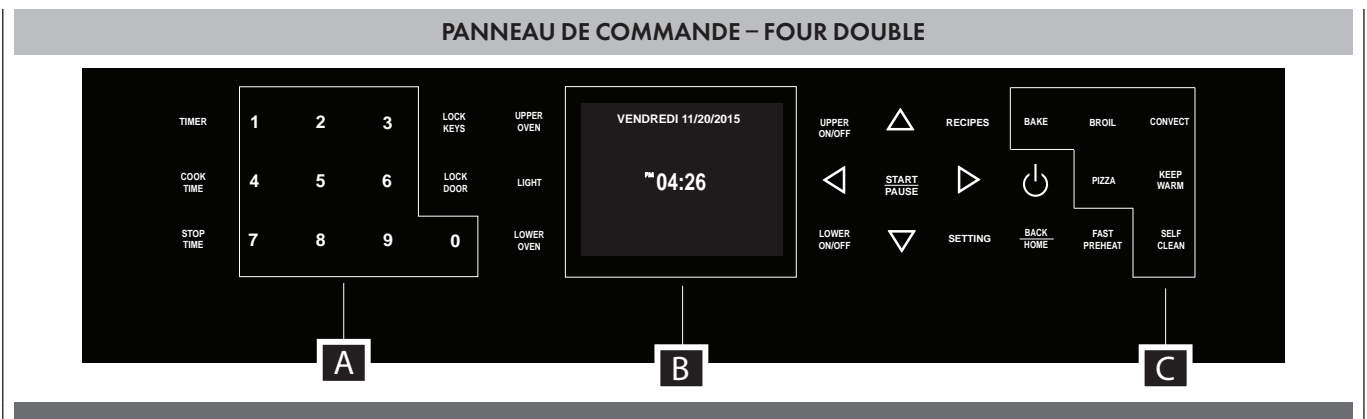 PANNEAU DE COMMANDE – FOUR DOUBLE
TIMER
1
2
3
LOCK
KEYS
UPPER
OVEN
VENDREDI 11/20/2015
UPPER
ON/OFF
RECIPES
BAKE
BROIL
CONVECT
COOK
TIME
4
5
6
LOCK
DOOR
LIGHT
PM 04:26
START
PAUSE
PIZZA
KEEP
WARM
STOP
TIME
7
8
9
0
LOWER
OVEN
LOWER
ON/OFF
SETTING
BACK
HOME
FAST
PREHEAT
SELF
CLEAN
A
B
C